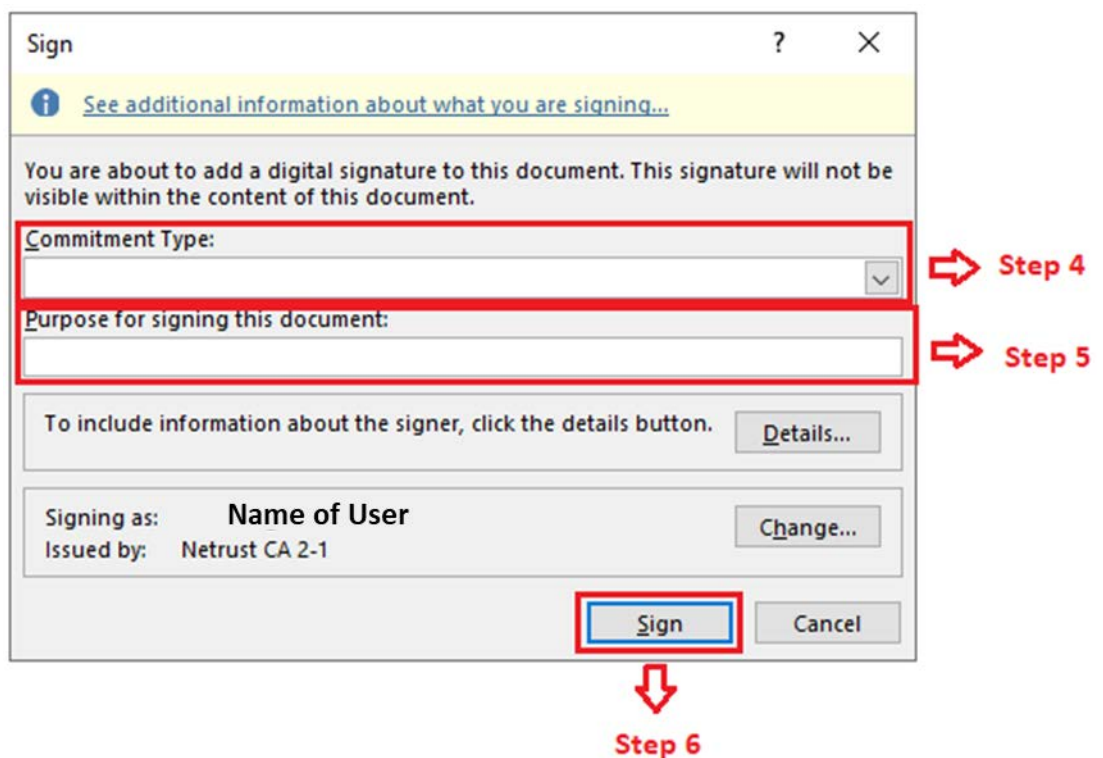 Sign ?
See additional information about what you are signing...
You are about to add a digital signature to this document. This signature will not be
visible within the content of this document.
Commitment Type:
Step 4
Purpose for signing this document:
Step 5
To include information about the signer, click the details button.
Details...
Signing as: Name of User
Issued by: Netrust CA 2-1
Change...
Sign
Cancel
Step 6